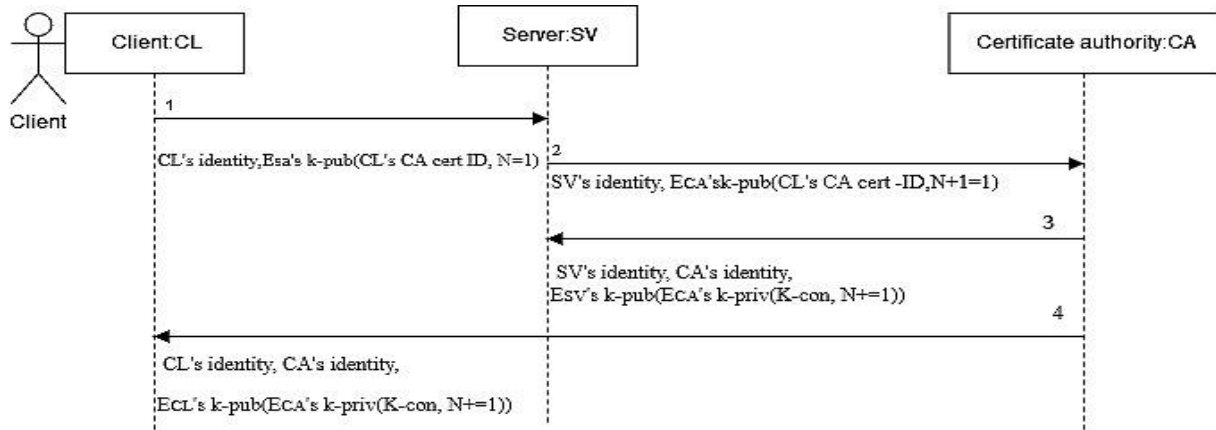 Client:CL
Server:SV
Certificate authority:CA
Client
1
CL's identity,Esa's k-pub(CL's CA cert ID, N=1)
2
SV's identity, ECA'sk-pub(CL's CA cert -ID,N+1=1)
3
SV's identity, CA's identity,
ESV's k-pub(ECA's k-priv(K-con, N+=1))
4
CL's identity, CA's identity,
ECL's k-pub(ECA's k-priv(K-con, N+=1))